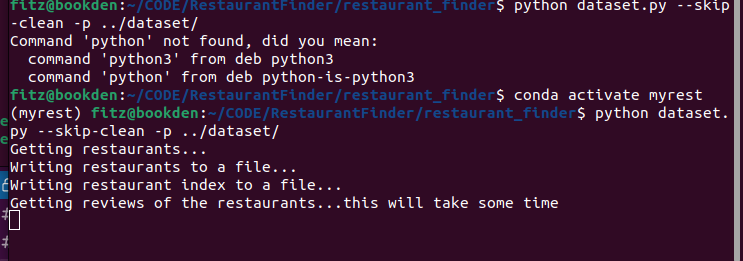 fitz@bookden:~/CODE/RestaurantFinder/restaurant_finder$ python dataset.py --skip
-clean -p ../dataset/
Command 'python' not found, did you mean:
  command 'python3' from deb python3
  command 'python' from deb python-is-python3
fitz@bookden:~/CODE/RestaurantFinder/restaurant_finder$ conda activate myrest
(myrest) fitz@bookden:~/CODE/RestaurantFinder/restaurant_finder$ python dataset.
py --skip-clean -p ../dataset/
Getting restaurants...
Writing restaurants to a file...
Writing restaurant index to a file...
Getting reviews of the restaurants...this will take some time